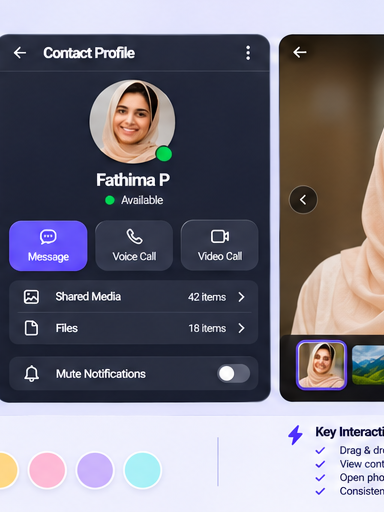 Contact Profile
Fathima P
Available
Message
Voice Call
Video Call
Shared Media 42 items
Files 18 items
Mute Notifications
Key Interacti
Drag & dr
View cont
Open pho
Consisten